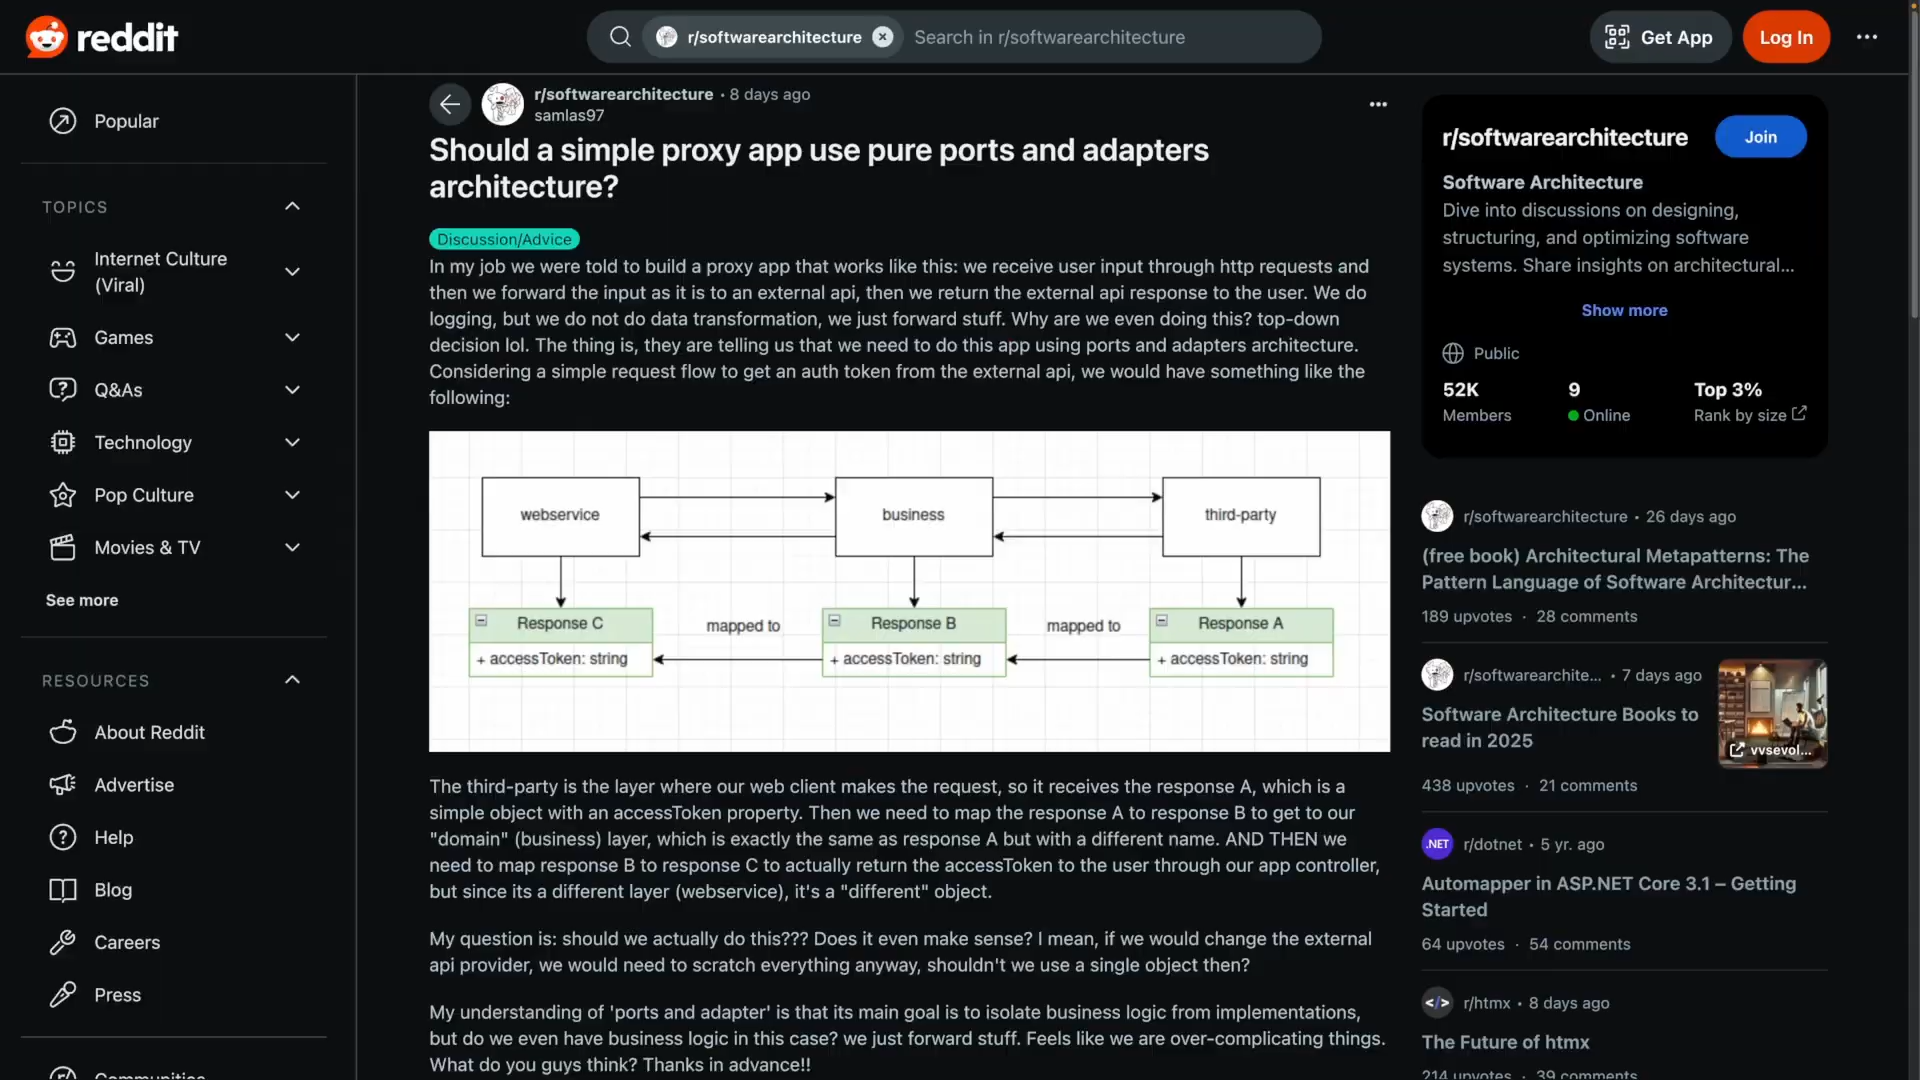 reddit
r/softwarearchitecture
Search in r/softwarearchitecture
Get App
Log In
Popular
TOPICS
Internet Culture
(Viral)
Games
Q&As
Technology
Pop Culture
Movies & TV
See more
RESOURCES
About Reddit
Advertise
Help
Blog
Careers
Press
Communities
r/softwarearchitecture • 8 days ago
samlas97
Should a simple proxy app use pure ports and adapters
architecture?
Discussion/Advice
In my job we were told to build a proxy app that works like this: we receive user input through http requests and
then we forward the input as it is to an external api, then we return the external api response to the user. We do
logging, but we do not do data transformation, we just forward stuff. Why are we even doing this? top-down
decision lol. The thing is, they are telling us that we need to do this app using ports and adapters architecture.
Considering a simple request flow to get an auth token from the external api, we would have something like the
following:
webservice
business
third-party
Response C
mapped to
Response B
mapped to
Response A
+ accessToken: string
+ accessToken: string
+ accessToken: string
The third-party is the layer where our web client makes the request, so it receives the response A, which is a
simple object with an accessToken property. Then we need to map the response A to response B to get to our
"domain" (business) layer, which is exactly the same as response A but with a different name. AND THEN we
need to map response B to response C to actually return the accessToken to the user through our app controller,
but since its a different layer (webservice), it's a "different" object.
My question is: should we actually do this??? Does it even make sense? I mean, if we would change the external
api provider, we would need to scratch everything anyway, shouldn't we use a single object then?
My understanding of 'ports and adapter' is that its main goal is to isolate business logic from implementations,
but do we even have business logic in this case? we just forward stuff. Feels like we are over-complicating things.
What do you guys think? Thanks in advance!!
r/softwarearchitecture
Join
Software Architecture
Dive into discussions on designing,
structuring, and optimizing software
systems. Share insights on architectural...
Show more
Public
52K
Members
9
Online
Top 3%
Rank by size
r/softwarearchitecture • 26 days ago
(free book) Architectural Metapatterns: The
Pattern Language of Software Architectur...
189 upvotes · 28 comments
r/softwarearchite... • 7 days ago
Software Architecture Books to
read in 2025
vvsevol...
438 upvotes · 21 comments
.NET
r/dotnet • 5 yr. ago
Automapper in ASP.NET Core 3.1 – Getting
Started
64 upvotes · 54 comments
</>
r/htmx • 8 days ago
The Future of htmx
214 upvotes · 39 comments